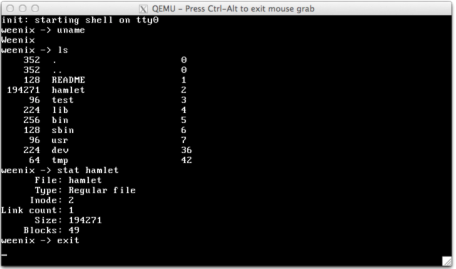 QEMU - Press Ctrl-Alt to exit mouse grab
init: starting shell on tty0
weenix -> uname
Weenix
weenix -> ls
352 . 0
352 .. 0
128 README 1
194271 hamlet 2
96 test 3
224 lib 4
256 bin 5
128 sbin 6
96 usr 7
224 dev 36
64 tmp 42
weenix -> stat hamlet
File: hamlet
Type: Regular file
Inode: 2
Link count: 1
Size: 194271
Blocks: 49
weenix -> exit